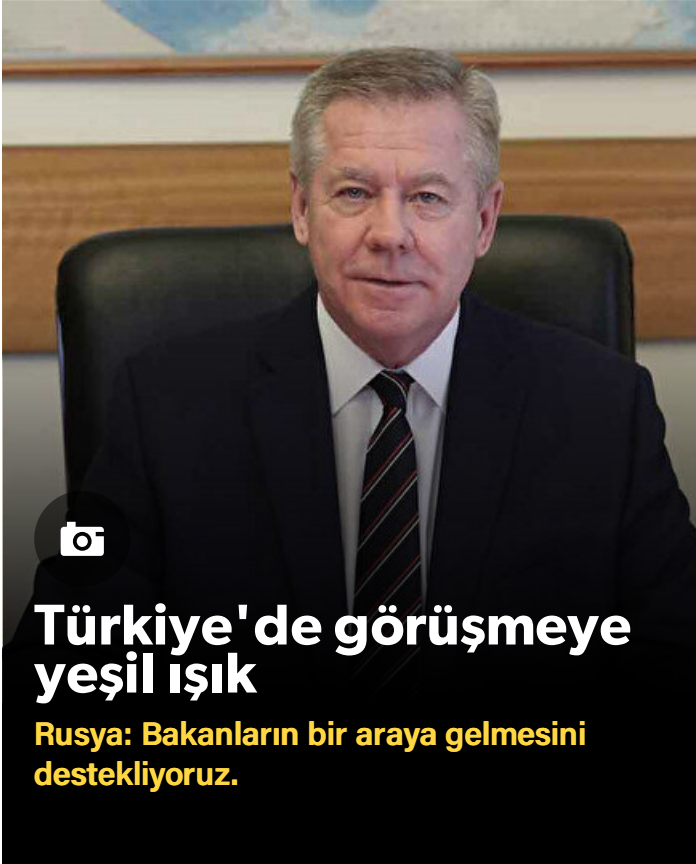 Türkiye'de görüşmeye
yeşil ışık
Rusya: Bakanların bir araya gelmesini
destekliyoruz.